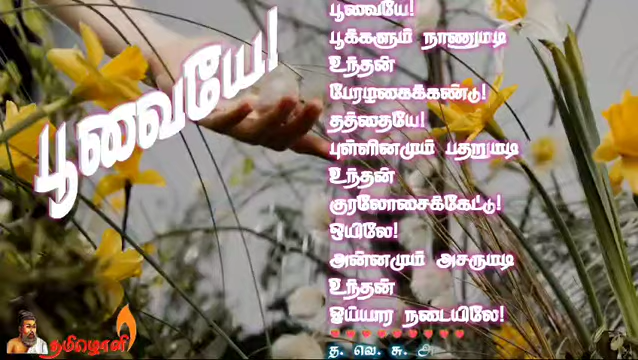 பூவையே!
பூவையே!
பூக்களும் நாணுமடி
உந்தன்
பேரழகைக்கண்டு!
தத்தையே!
புள்ளினமும் பதறுமடி
உந்தன்
குரலோசைக்கேட்டு!
ஒயிலே!
அன்னமும் அசருமடி
உந்தன்
ஓய்யார நடையிலே!
த. வெ. சு. அ
தமிழொளி